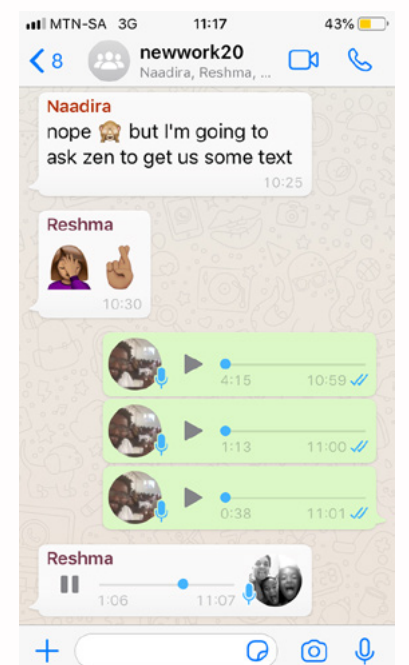 MTN-SA 3G 11:17 43%
8 newwork20
Naadira, Reshma, ...
Naadira
nope 🙈 but I'm going to
ask zen to get us some text
10:25
Reshma
🤦🏽‍♀️ 🤞🏽
10:30
4:15 10:59
1:13 11:00
0:38 11:01
Reshma
1:06 11:07